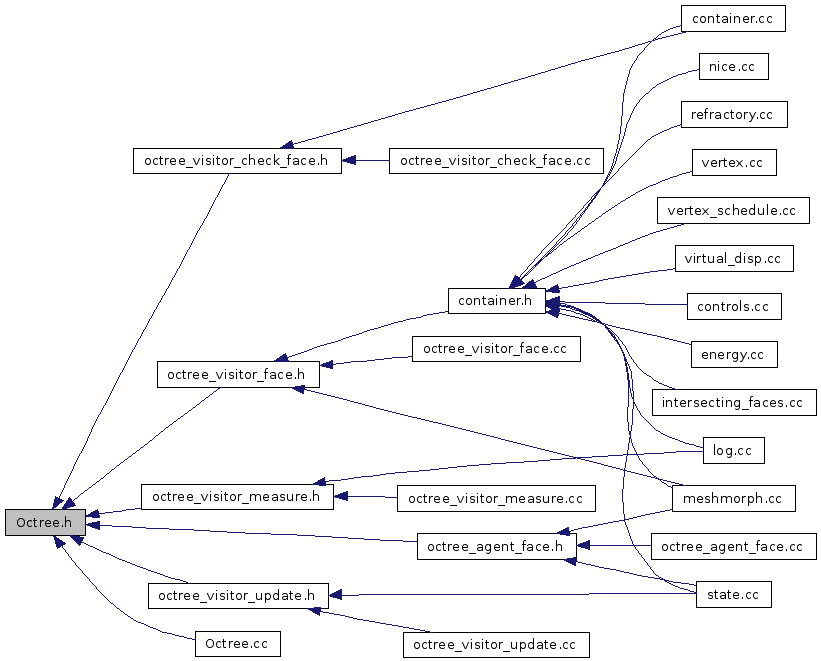 container.cc
nice.cc
refractory.cc
octree_visitor_check_face.h
octree_visitor_check_face.cc
vertex.cc
vertex_schedule.cc
virtual_disp.cc
container.h
controls.cc
octree_visitor_face.cc
energy.cc
octree_visitor_face.h
intersecting_faces.cc
log.cc
octree_visitor_measure.h
octree_visitor_measure.cc
meshmorph.cc
Octree.h
octree_agent_face.h
octree_agent_face.cc
octree_visitor_update.h
state.cc
Octree.cc
octree_visitor_update.cc